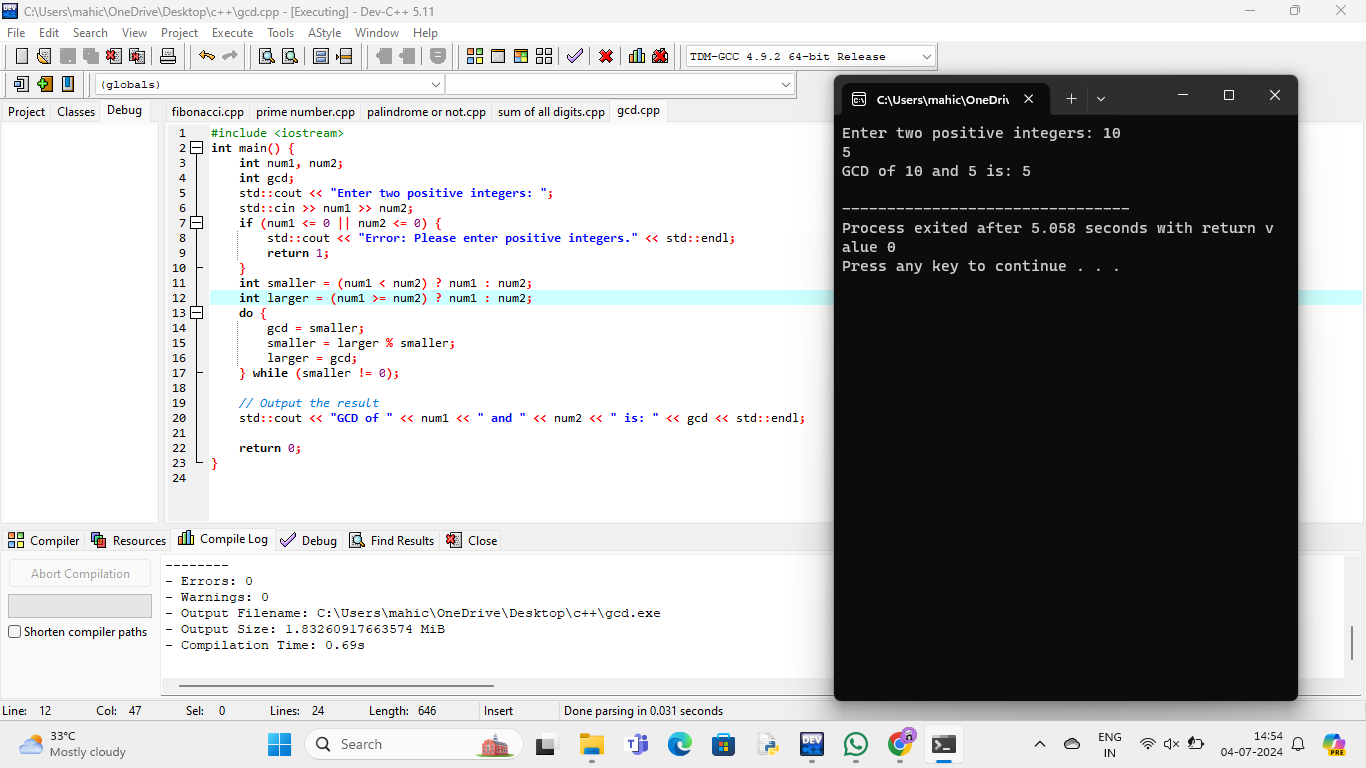 C:\Users\mahic\OneDrive\Desktop\c++\gcd.cpp - [Executing] - Dev-C++ 5.11
File Edit Search View Project Execute Tools AStyle Window Help
TDM-GCC 4.9.2 64-bit Release
(globals)
Project Classes Debug
fibonacci.cpp prime number.cpp palindrome or not.cpp sum of all digits.cpp gcd.cpp
1 #include <iostream>
2 int main() {
3 int num1, num2;
4 int gcd;
5 std::cout << "Enter two positive integers: ";
6 std::cin >> num1 >> num2;
7 if (num1 <= 0 || num2 <= 0) {
8 std::cout << "Error: Please enter positive integers." << std::endl;
9 return 1;
10 }
11 int smaller = (num1 < num2) ? num1 : num2;
12 int larger = (num1 >= num2) ? num1 : num2;
13 do {
14 gcd = smaller;
15 smaller = larger % smaller;
16 larger = gcd;
17 } while (smaller != 0);
18
19 // Output the result
20 std::cout << "GCD of " << num1 << " and " << num2 << " is: " << gcd << std::endl;
21
22 return 0;
23 }
24
C:\Users\mahic\OneDri
Enter two positive integers: 10
5
GCD of 10 and 5 is: 5
--------------------------------
Process exited after 5.058 seconds with return v
alue 0
Press any key to continue . . .
Compiler Resources Compile Log Debug Find Results Close
Abort Compilation
Shorten compiler paths
--------
- Errors: 0
- Warnings: 0
- Output Filename: C:\Users\mahic\OneDrive\Desktop\c++\gcd.exe
- Output Size: 1.83260917663574 MiB
- Compilation Time: 0.69s
Line: 12 Col: 47 Sel: 0 Lines: 24 Length: 646 Insert Done parsing in 0.031 seconds
33°C
Mostly cloudy
Search
DEV
ENG
IN
14:54
04-07-2024
PRE